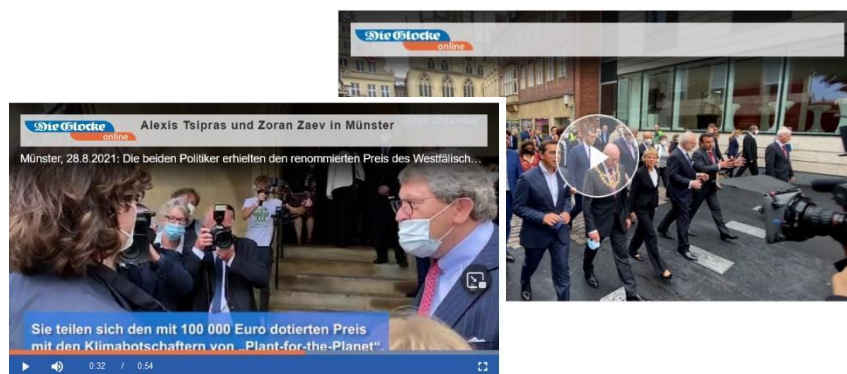 Die Glocke
online
Die Glocke
online
Alexis Tsipras und Zoran Zaev in Münster
Münster, 28.8.2021: Die beiden Politiker erhielten den renommierten Preis des Westfälisch...
Sie teilen sich den mit 100 000 Euro dotierten Preis
mit den Klimabotschaftern von „Plant-for-the-Planet“.
0:32 / 0:54